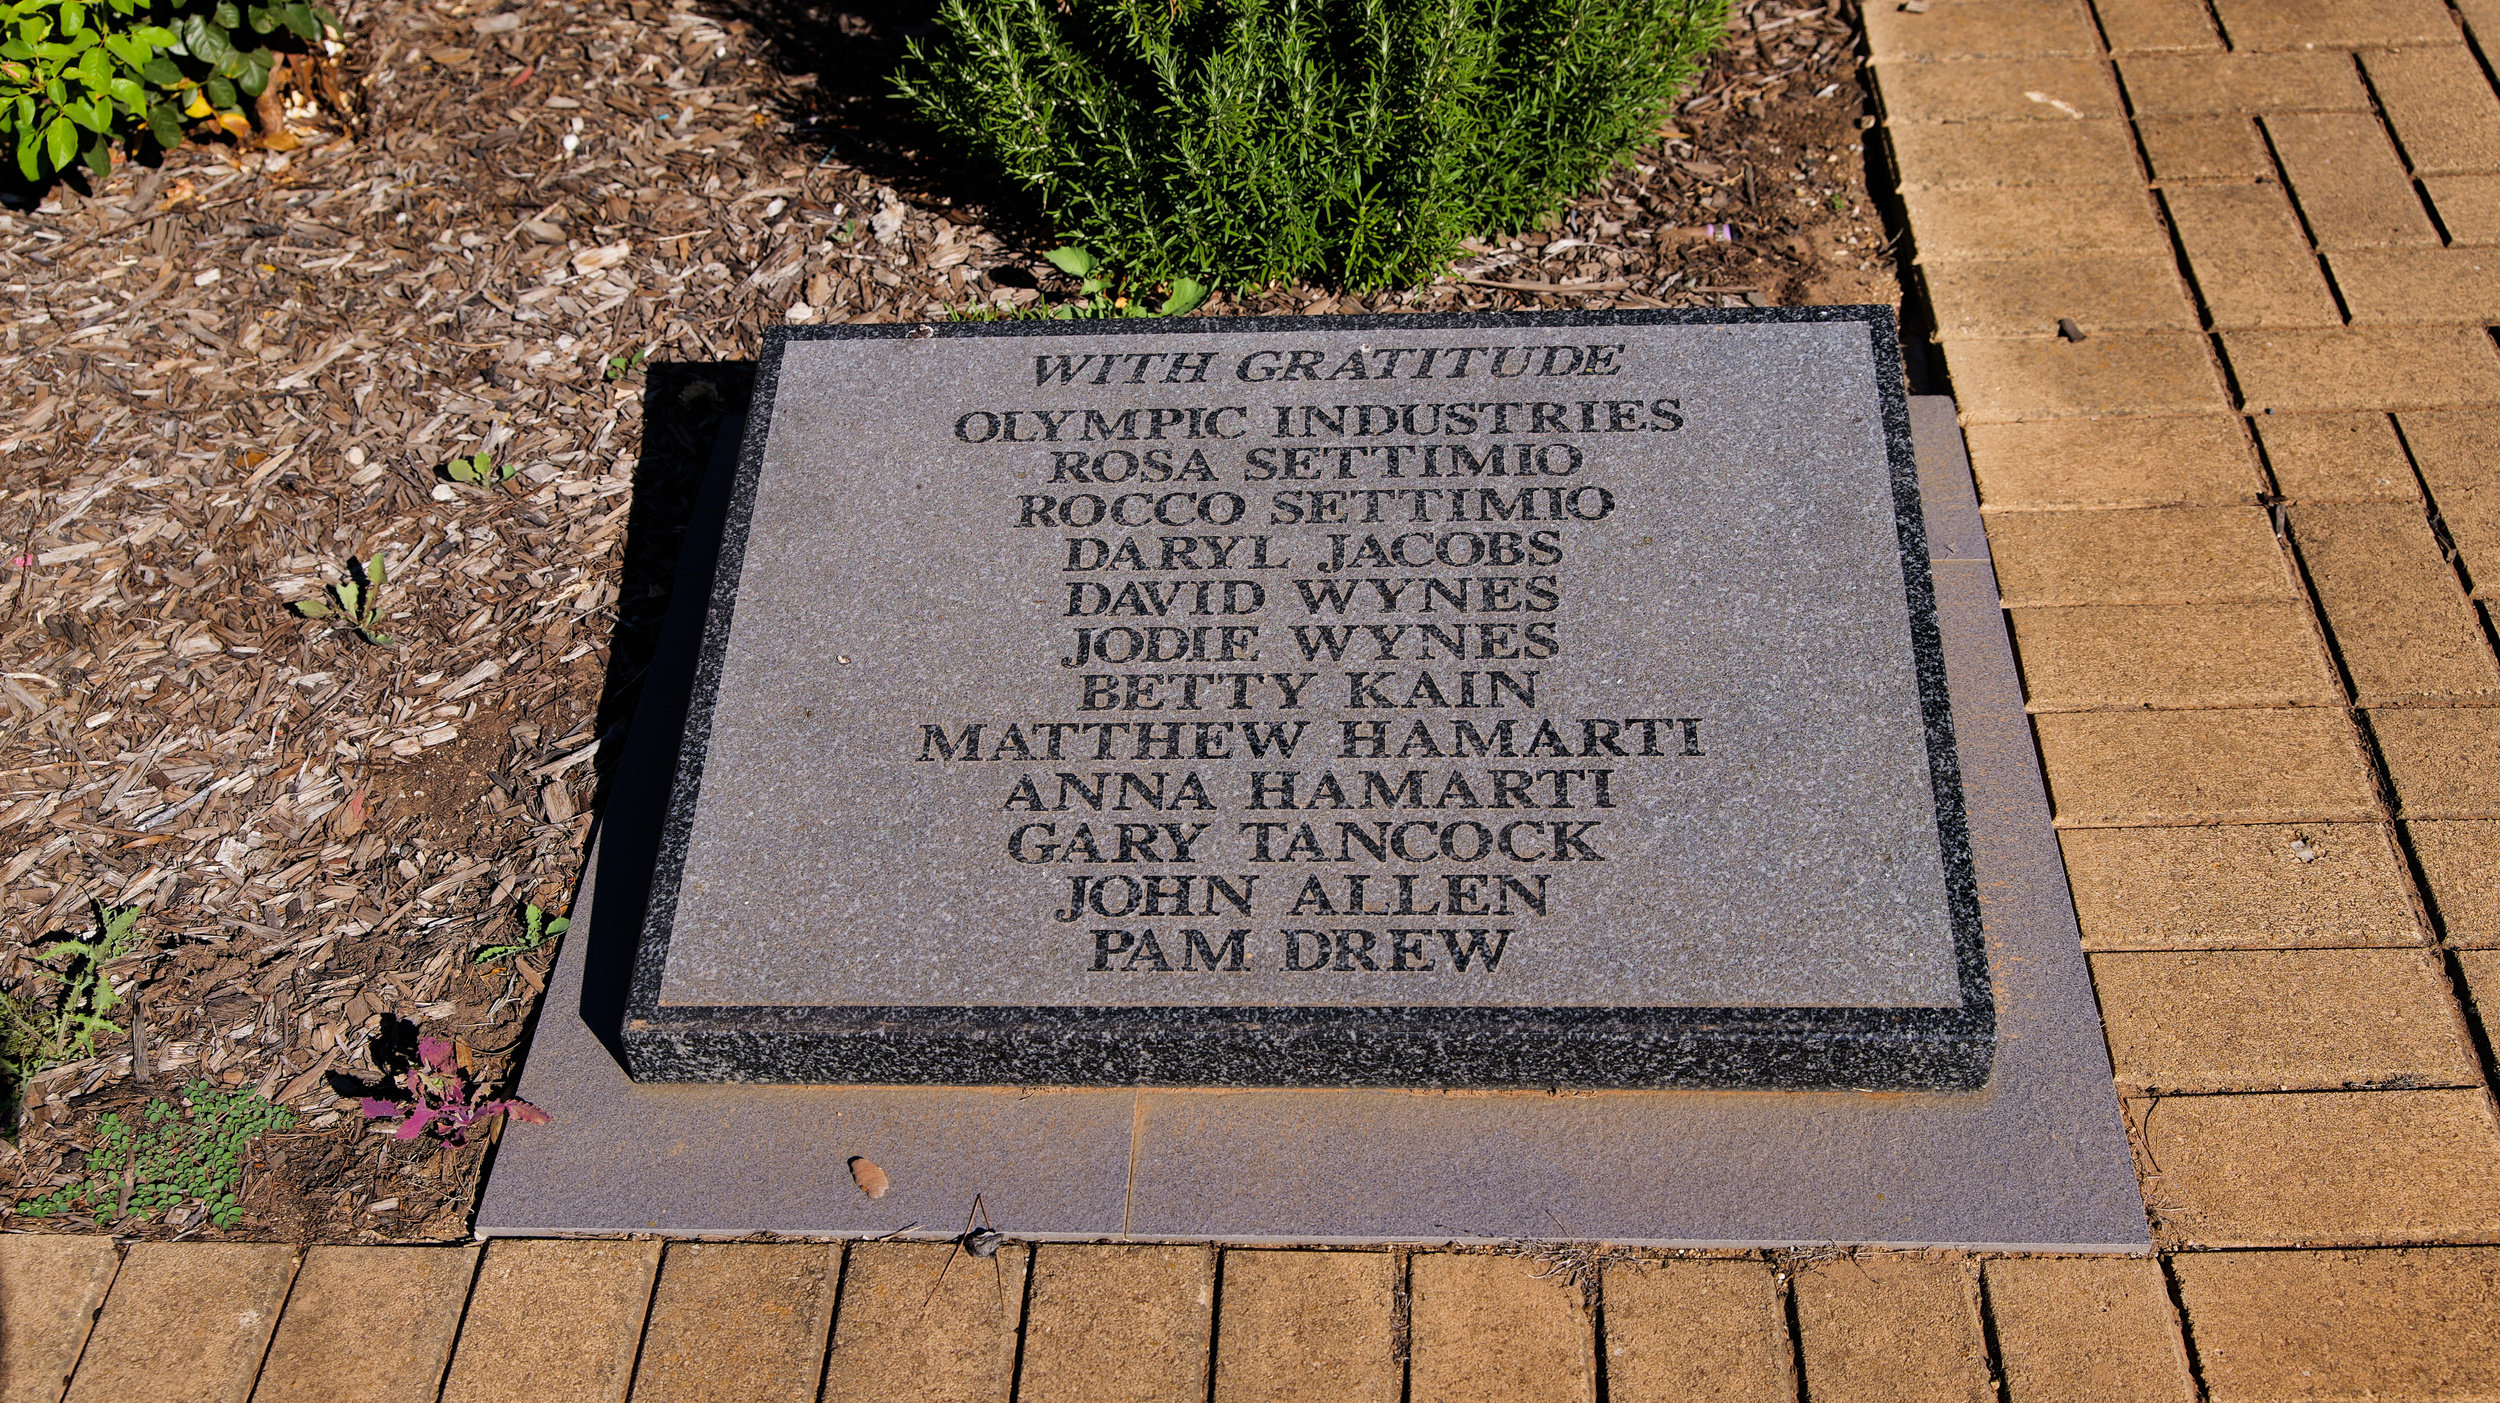 WITH GRATITUDE
OLYMPIC INDUSTRIES
ROSA SETTIMIO
ROCCO SETTIMIO
DARYL JACOBS
DAVID WYNES
JODIE WYNES
BETTY KAIN
MATTHEW HAMARTI
ANNA HAMARTI
GARY TANCOCK
JOHN ALLEN
PAM DREW